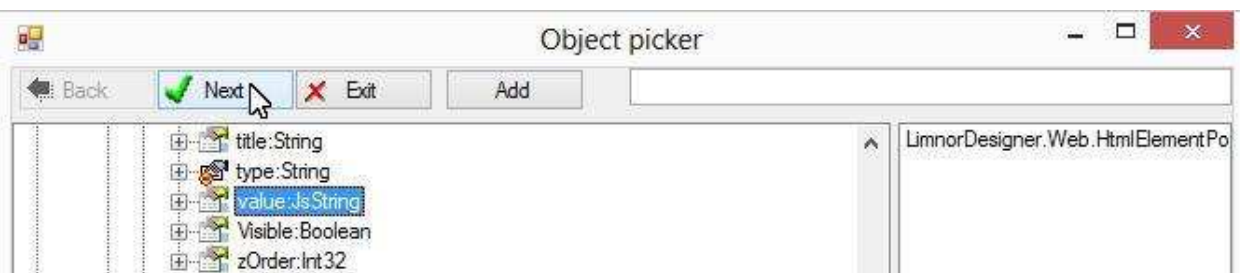 Object picker
Back Next Exit Add
title:String LimnorDesigner.Web.HtmlElementPo
type:String
value:JsString
Visible:Boolean
zOrder:Int32